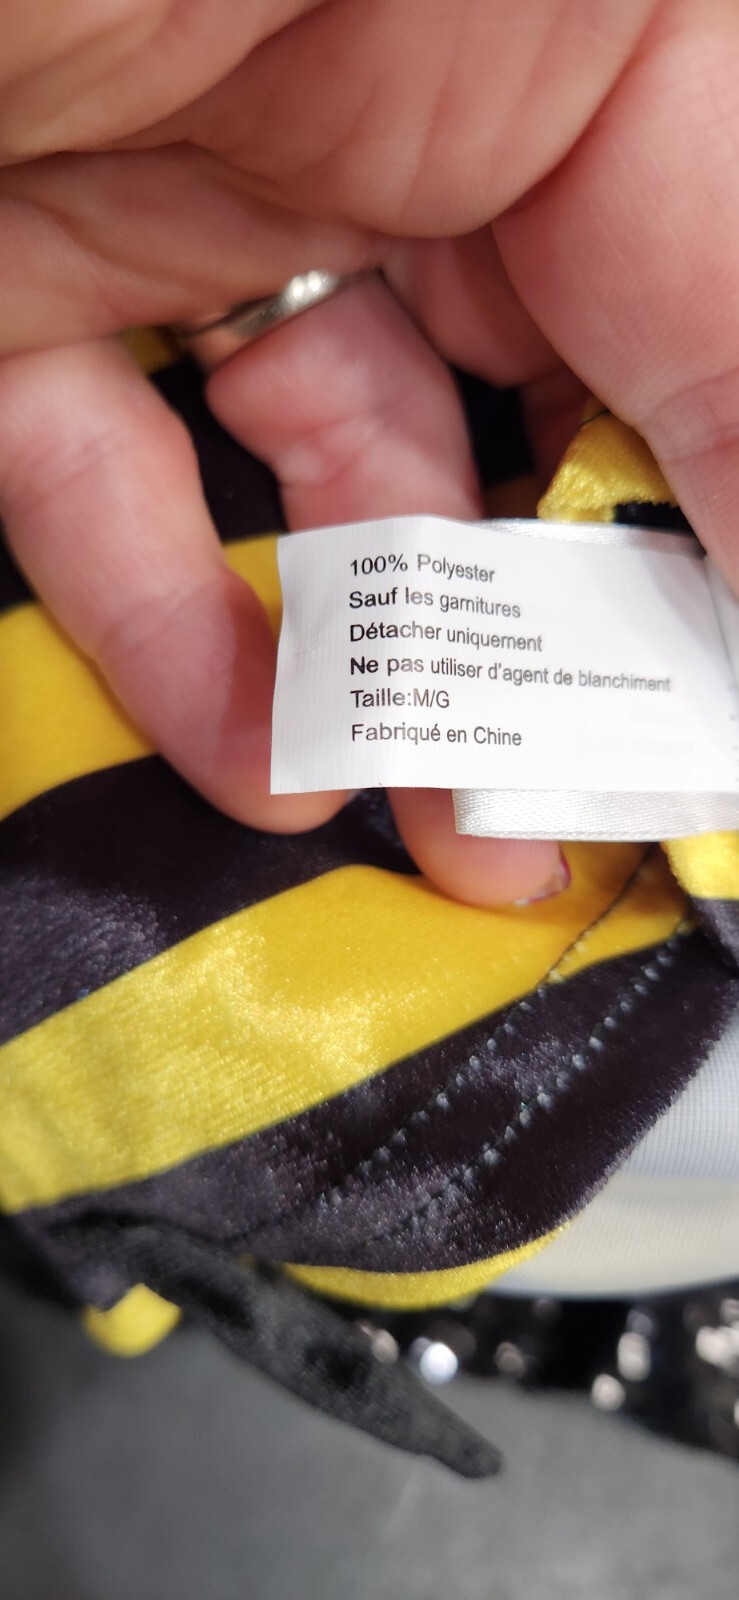 100% Polyester
Sauf les garnitures
Détacher uniquement
Ne pas utiliser d'agent de blanchiment
Taille:M/G
Fabriqué en Chine